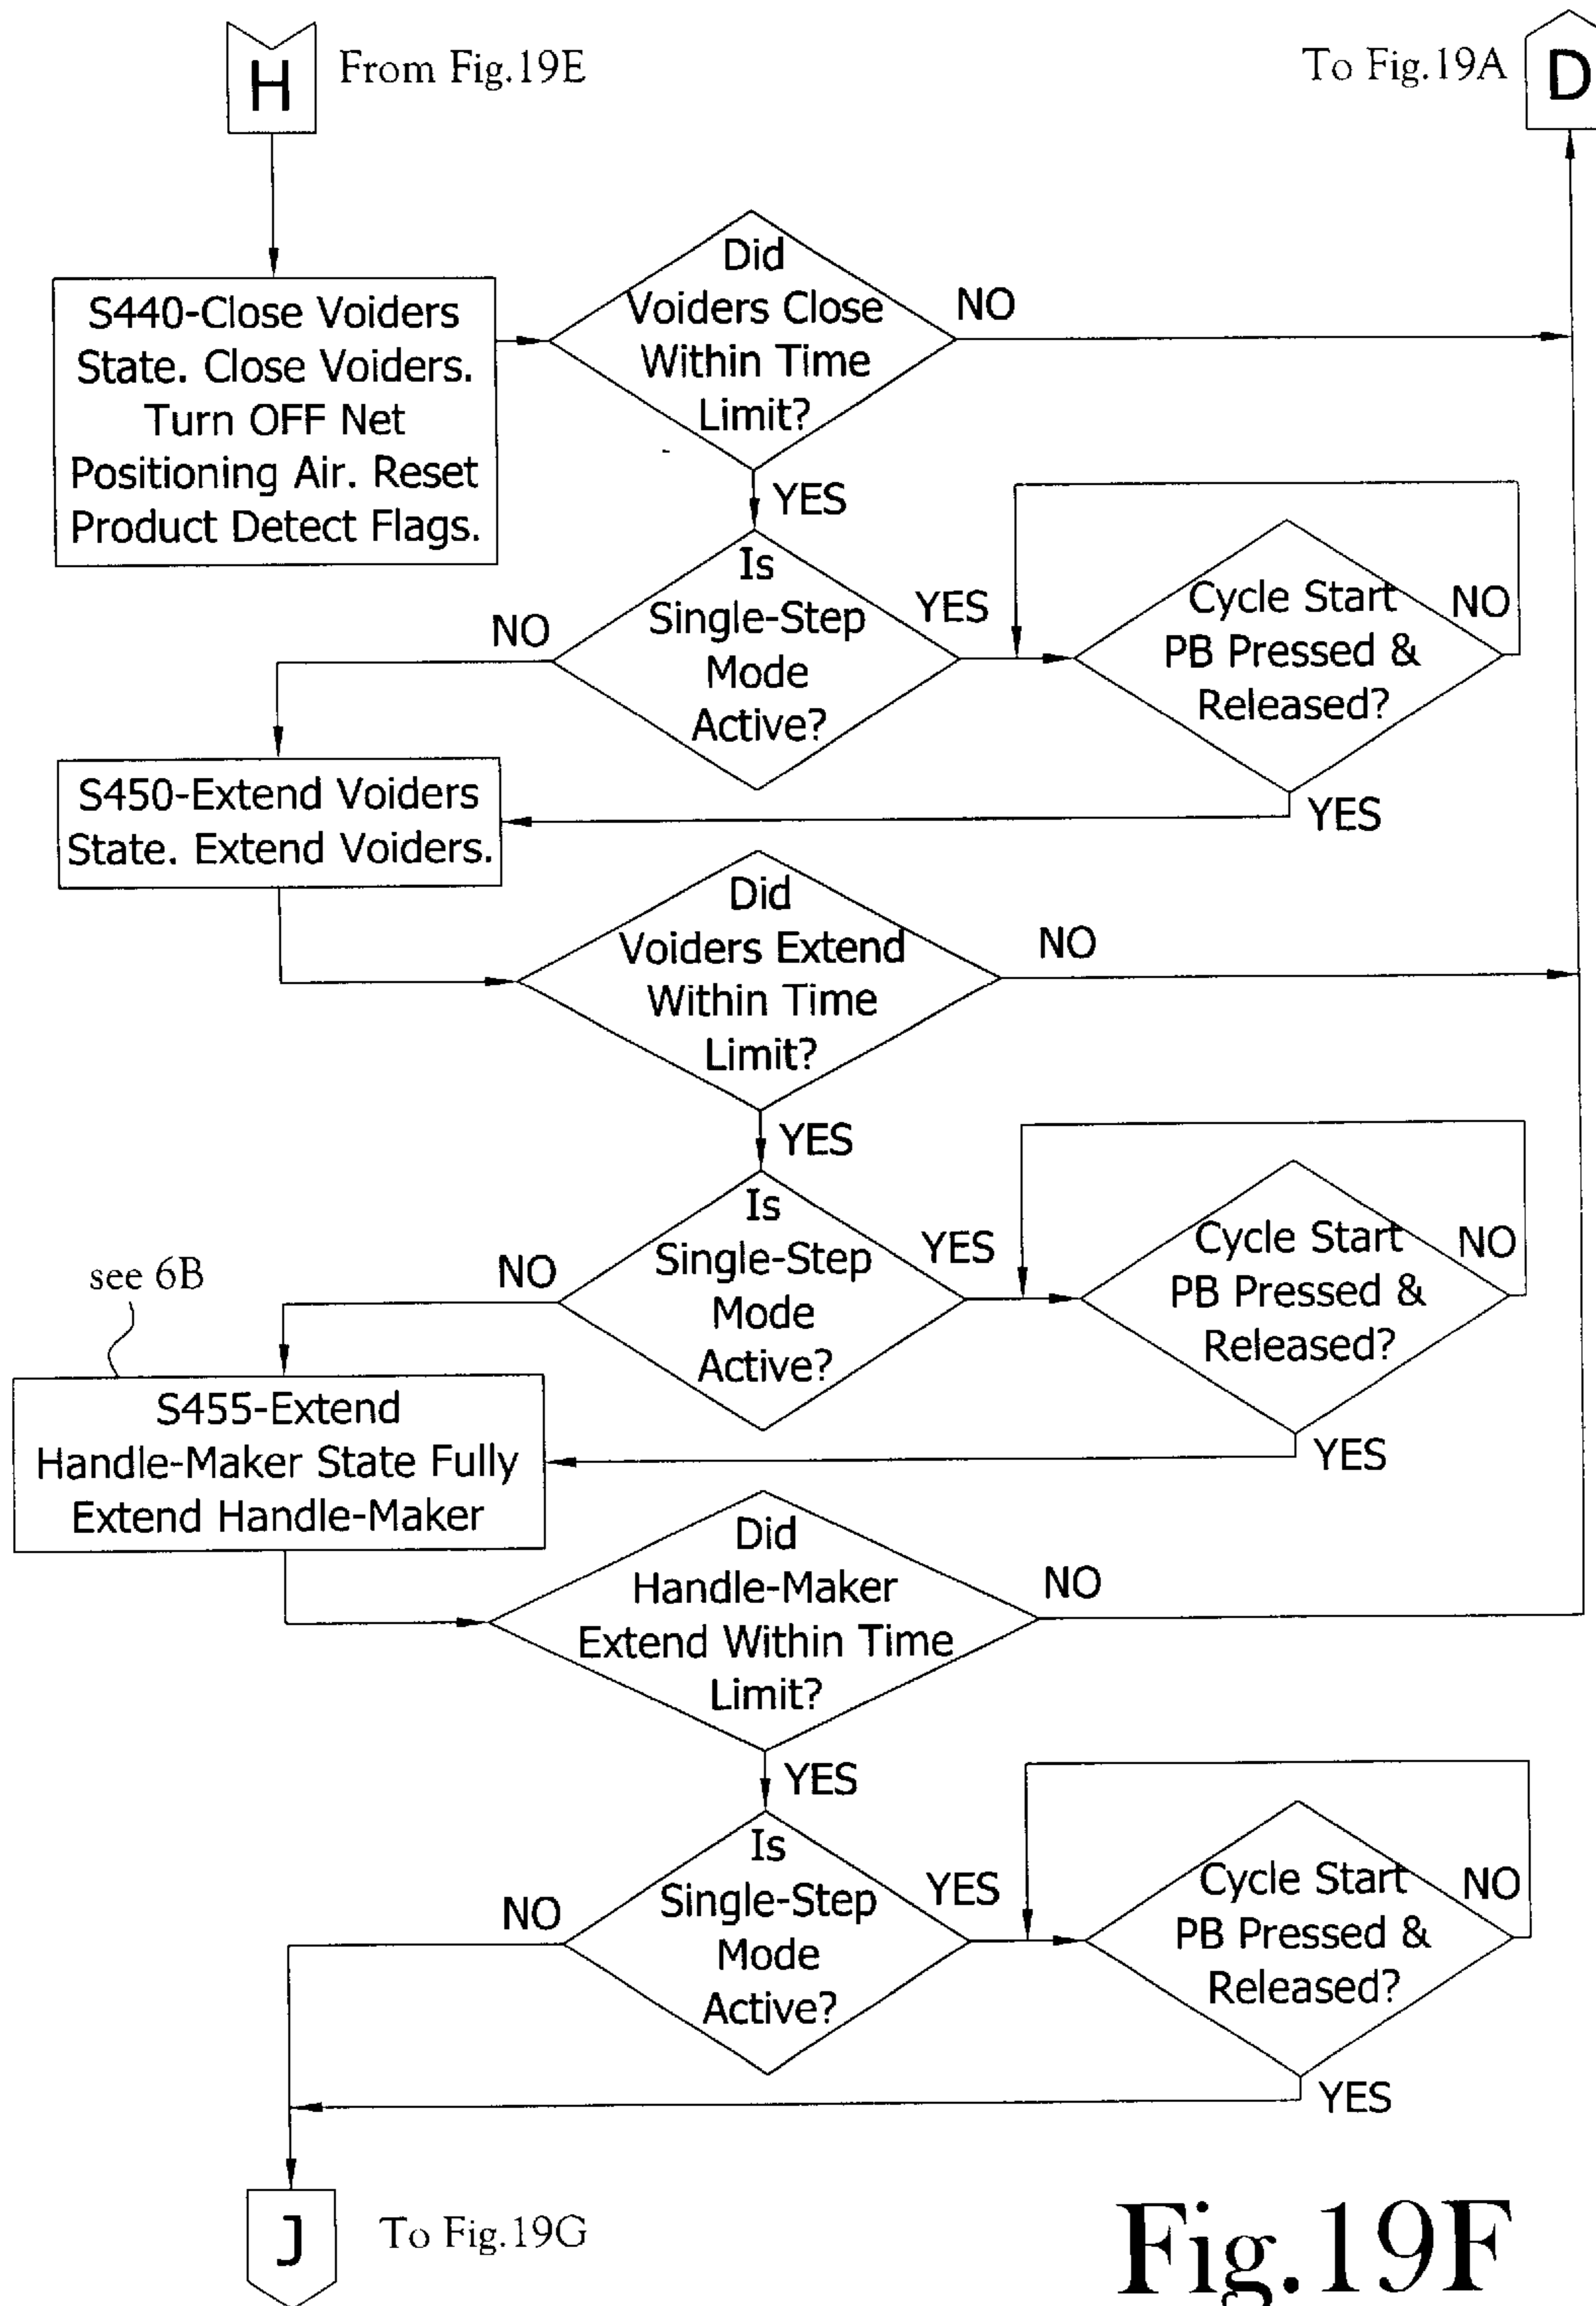 H
From Fig.19E
To Fig.19A
D
S440-Close Voiders
State. Close Voiders.
Turn OFF Net
Positioning Air. Reset
Product Detect Flags.
Did
Voiders Close
Within Time
Limit?
NO
YES
Is
Single-Step
Mode
Active?
NO
YES
Cycle Start
PB Pressed &
Released?
NO
YES
S450-Extend Voiders
State. Extend Voiders.
Did
Voiders Extend
Within Time
Limit?
NO
YES
Is
Single-Step
Mode
Active?
NO
YES
Cycle Start
PB Pressed &
Released?
NO
YES
see 6B
S455-Extend
Handle-Maker State Fully
Extend Handle-Maker
Did
Handle-Maker
Extend Within Time
Limit?
NO
YES
Is
Single-Step
Mode
Active?
NO
YES
Cycle Start
PB Pressed &
Released?
NO
YES
J
To Fig.19G
Fig.19F